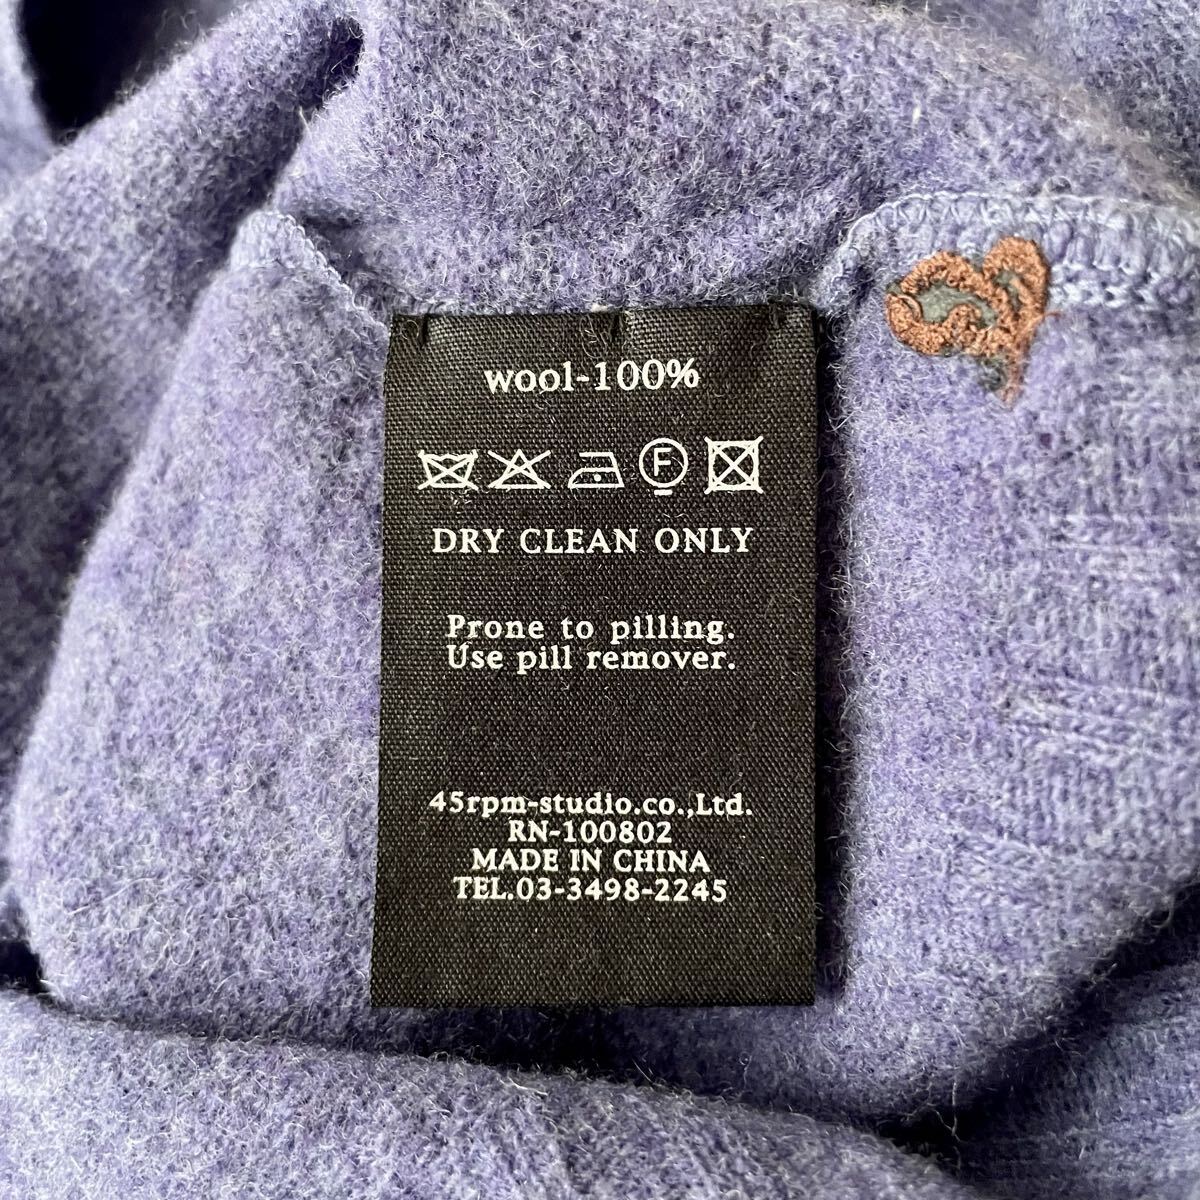 wool-100%
F
DRY CLEAN ONLY
Prone to pilling.
Use pill remover.
45rpm-studio.co.,Ltd.
RN-100802
MADE IN CHINA
TEL.03-3498-2245